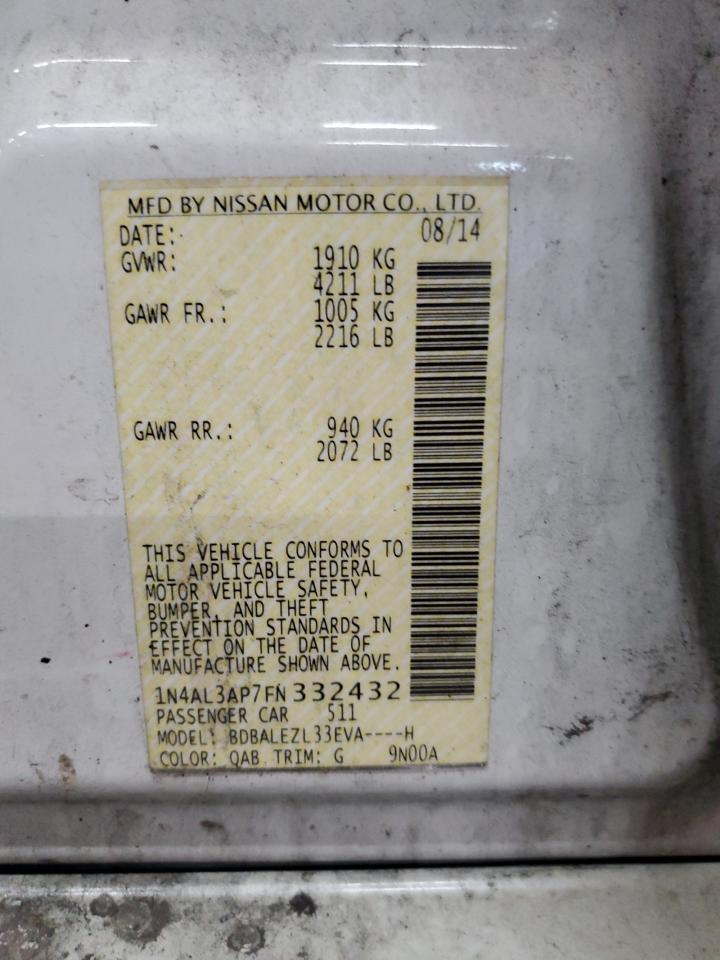 MFD BY NISSAN MOTOR CO., LTD.
DATE: 08/14
GVWR: 1910 KG
4211 LB
GAWR FR.: 1005 KG
2216 LB
GAWR RR.: 940 KG
2072 LB
THIS VEHICLE CONFORMS TO
ALL APPLICABLE FEDERAL
MOTOR VEHICLE SAFETY,
BUMPER, AND THEFT
PREVENTION STANDARDS IN
EFFECT ON THE DATE OF
MANUFACTURE SHOWN ABOVE.
1N4AL3AP7FN332432
PASSENGER CAR 511
MODEL: BDBALEZL33EVA----H
COLOR: QAB TRIM: G 9N00A